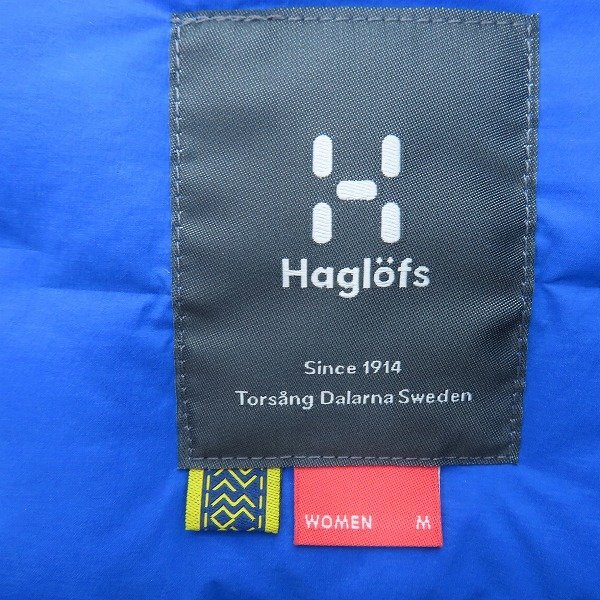 Haglöfs
Since 1914
Torsång Dalarna Sweden
WOMEN M